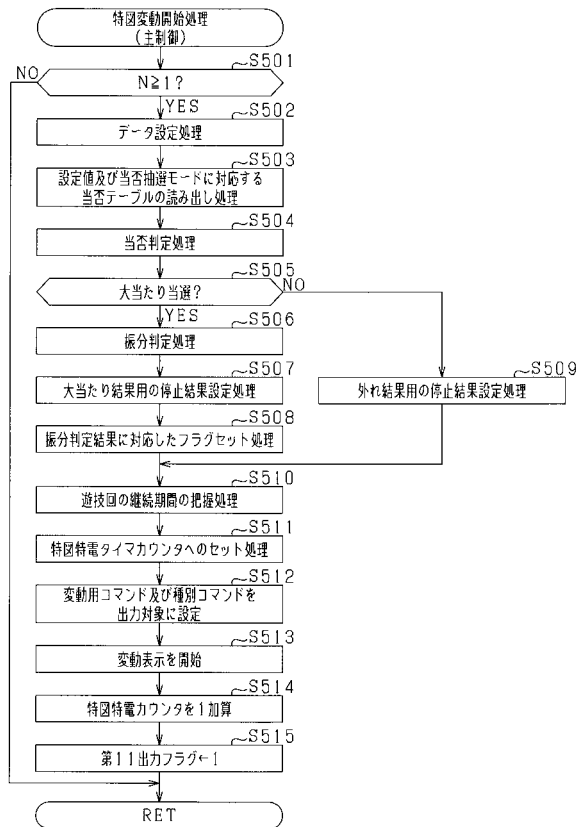 特図変動開始処理
(主制御)
S501
NO
N≧1?
YES
S502
データ設定処理
S503
設定値及び当否抽選モードに対応する
当否テーブルの読み出し処理
S504
当否判定処理
S505
大当たり当選?
NO
YES
S506
振分判定処理
S507
大当たり結果用の停止結果設定処理
S509
外れ結果用の停止結果設定処理
S508
振分判定結果に対応したフラグセット処理
S510
遊技回の継続期間の把握処理
S511
特図特電タイマカウンタへのセット処理
S512
変動用コマンド及び種別コマンドを
出力対象に設定
S513
変動表示を開始
S514
特図特電カウンタを1加算
S515
第11出力フラグ←1
RET